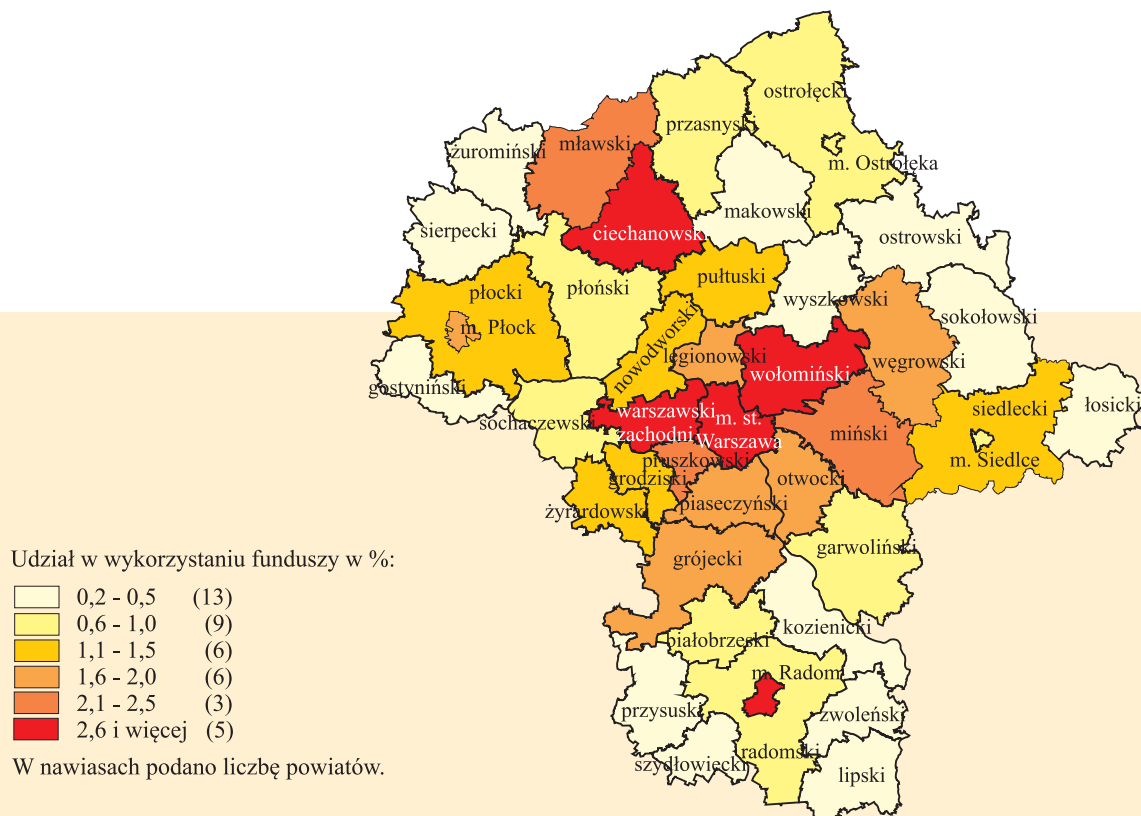 ostrołęcki
przasnyski
żuromiński
mławski
m. Ostrołęka
makowski
sierpecki
ciechanowski
ostrowski
pułtuski
płocki
płoński
wyszkowski
sokołowski
m. Płock
nowodworski
legionowski
węgrowski
wołomiński
gostyniński
siedlecki
łosicki
sochaczewski
warszawski
zachodni
m. st.
Warszawa
miński
m. Siedlce
pruszkowski
grodziski
otwocki
piaseczyński
żyrardowski
garwoliński
grójecki
kozienicki
białobrzeski
m. Radom
przysuski
zwoleński
radomski
szydłowiecki
lipski
Udział w wykorzystaniu funduszy w %:
0,2 - 0,5 (13)
0,6 - 1,0 (9)
1,1 - 1,5 (6)
1,6 - 2,0 (6)
2,1 - 2,5 (3)
2,6 i więcej (5)
W nawiasach podano liczbę powiatów.